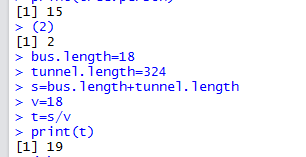 [1] 15
> (2)
[1] 2
> bus.length=18
> tunnel.length=324
> s=bus.length+tunnel.length
> v=18
> t=s/v
> print(t)
[1] 19